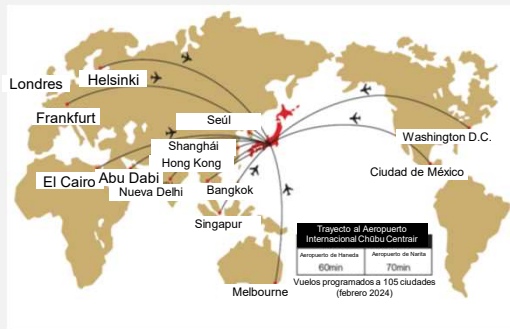 Londres
Helsinki
Frankfurt
Seúl
Shanghái
Hong Kong
Washington D.C.
Ciudad de México
El Cairo
Abu Dabi
Nueva Delhi
Bangkok
Singapur
Melbourne
Trayecto al Aeropuerto
Internacional Chūbu Centrair
Aeropuerto de Haneda
Aeropuerto de Narita
60min
70min
Vuelos programados a 105 ciudades
(febrero 2024)